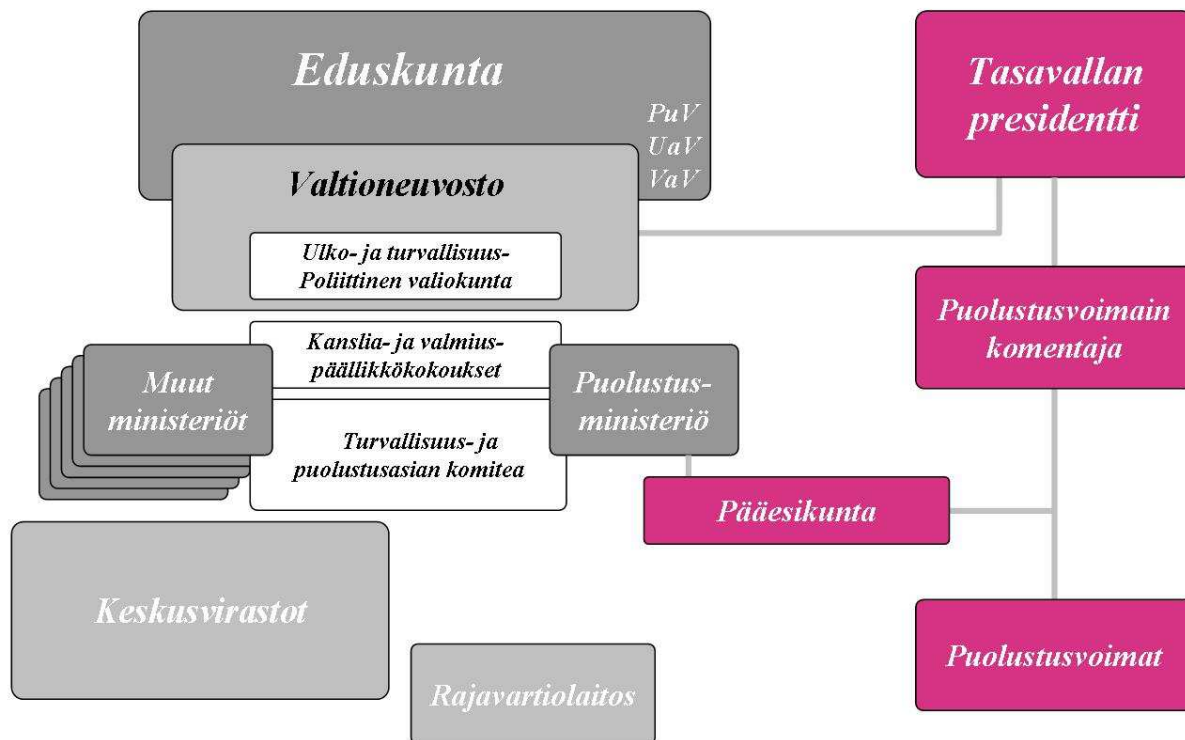 Eduskunta
PuV
UaV
VaV
Valtioneuvosto
Ulko- ja turvallisuus-
Poliittinen valiokunta
Kanslia- ja valmius-
päällikkökokoukset
Muut
ministeriöt
Puolustus-
ministeriö
Turvallisuus- ja
puolustusasian komitea
Keskusvirastot
Rajavartiolaitos
Tasavallan
presidentti
Puolustusvoimain
komentaja
Pääesikunta
Puolustusvoimat